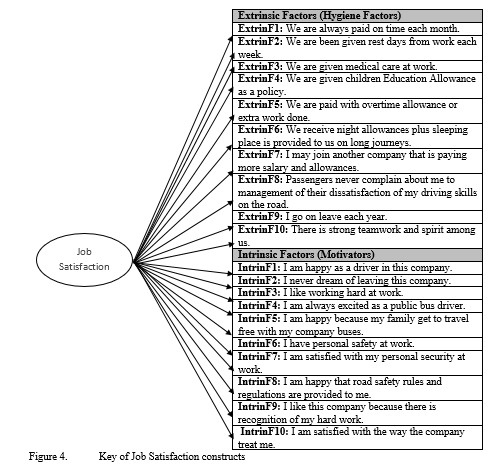 Extrinsic Factors (Hygiene Factors)
ExtrinF1: We are always paid on time each month.
ExtrinF2: We are been given rest days from work each
week.
ExtrinF3: We are given medical care at work.
ExtrinF4: We are given children Education Allowance
as a policy.
ExtrinF5: We are paid with overtime allowance or
extra work done.
ExtrinF6: We receive night allowances plus sleeping
place is provided to us on long journeys.
ExtrinF7: I may join another company that is paying
more salary and allowances.
ExtrinF8: Passengers never complain about me to
management of their dissatisfaction of my driving skills
on the road.
ExtrinF9: I go on leave each year.
ExtrinF10: There is strong teamwork and spirit among
us.
Job
Satisfaction
Intrinsic Factors (Motivators)
IntrinF1: I am happy as a driver in this company.
IntrinF2: I never dream of leaving this company.
IntrinF3: I like working hard at work.
IntrinF4: I am always excited as a public bus driver.
IntrinF5: I am happy because my family get to travel
free with my company buses.
IntrinF6: I have personal safety at work.
IntrinF7: I am satisfied with my personal security at
work.
IntrinF8: I am happy that road safety rules and
regulations are provided to me.
IntrinF9: I like this company because there is
recognition of my hard work.
IntrinF10: I am satisfied with the way the company
treat me.
Figure 4. Key of Job Satisfaction constructs